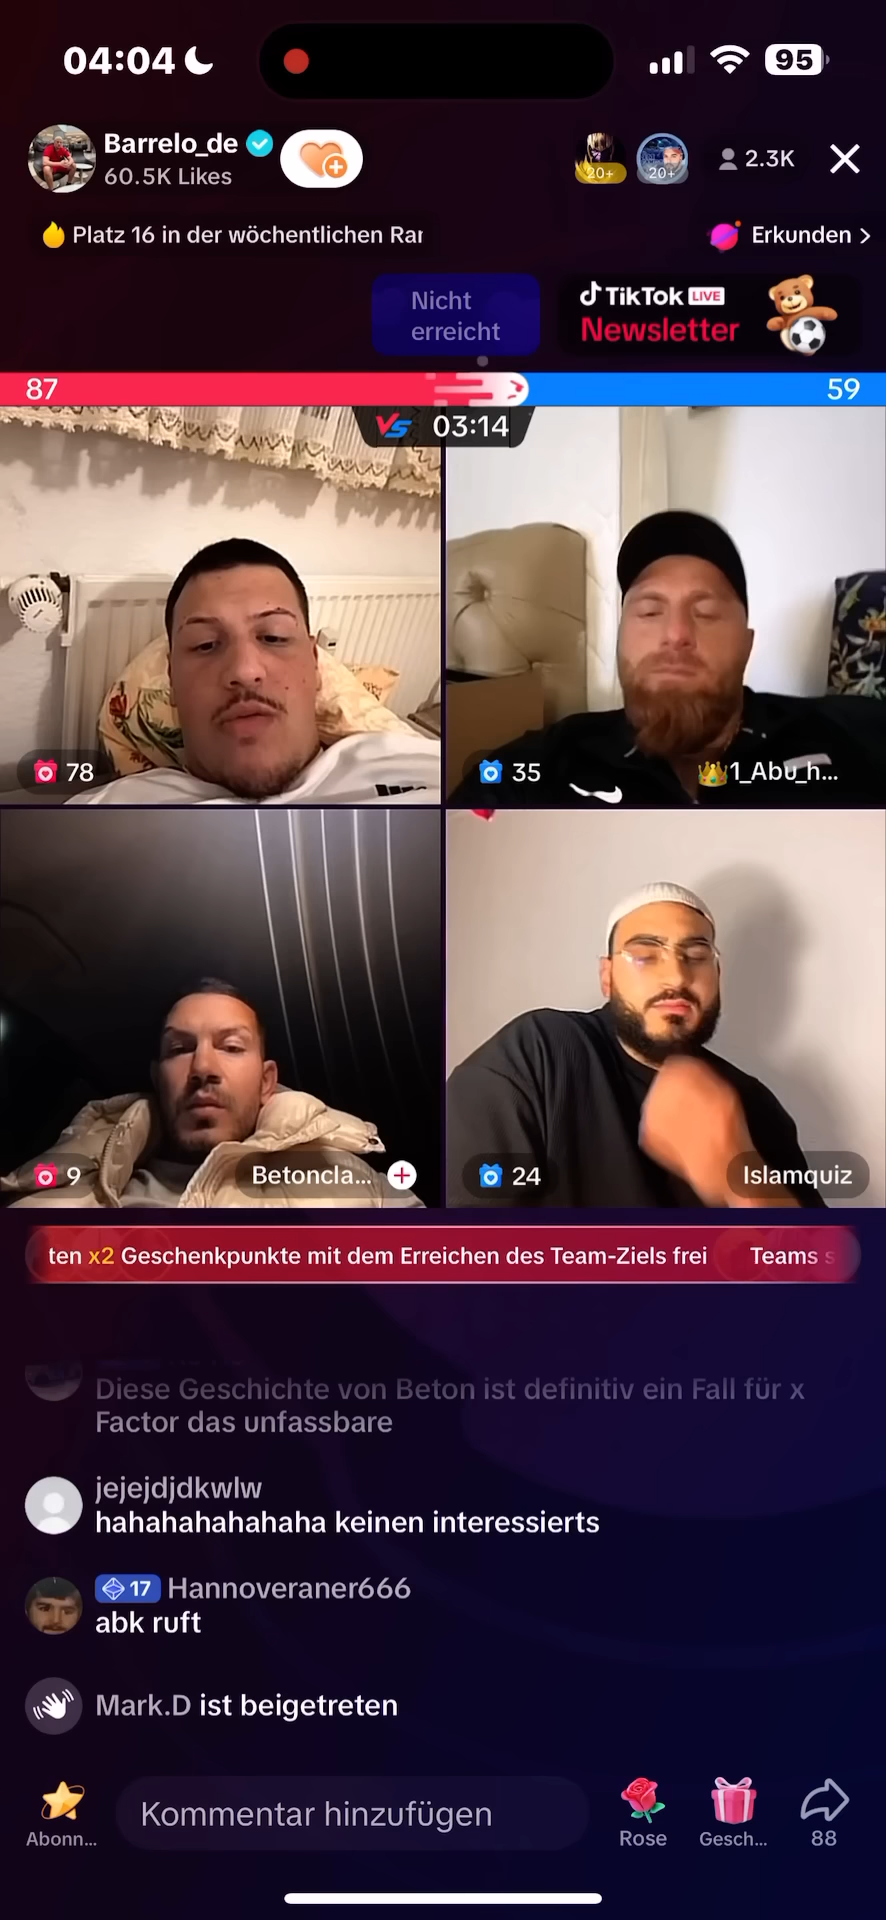 04:04
95
Barrelo_de
60.5K Likes
20+
20+
2.3K
Platz 16 in der wöchentlichen Ran
Erkunden >
Nicht
erreicht
TikTok LIVE
Newsletter
87
59
VS 03:14
78
35
1_Abu_h...
9
Betoncla...
24
Islamquiz
ten x2 Geschenkpunkte mit dem Erreichen des Team-Ziels frei
Teams s
Diese Geschichte von Beton ist definitiv ein Fall für x
Factor das unfassbare
jejejdjdkwlw
hahahahahahaha keinen interessierts
17 Hannoveraner666
abk ruft
Mark.D ist beigetreten
Abonn...
Kommentar hinzufügen
Rose
Gesch...
88